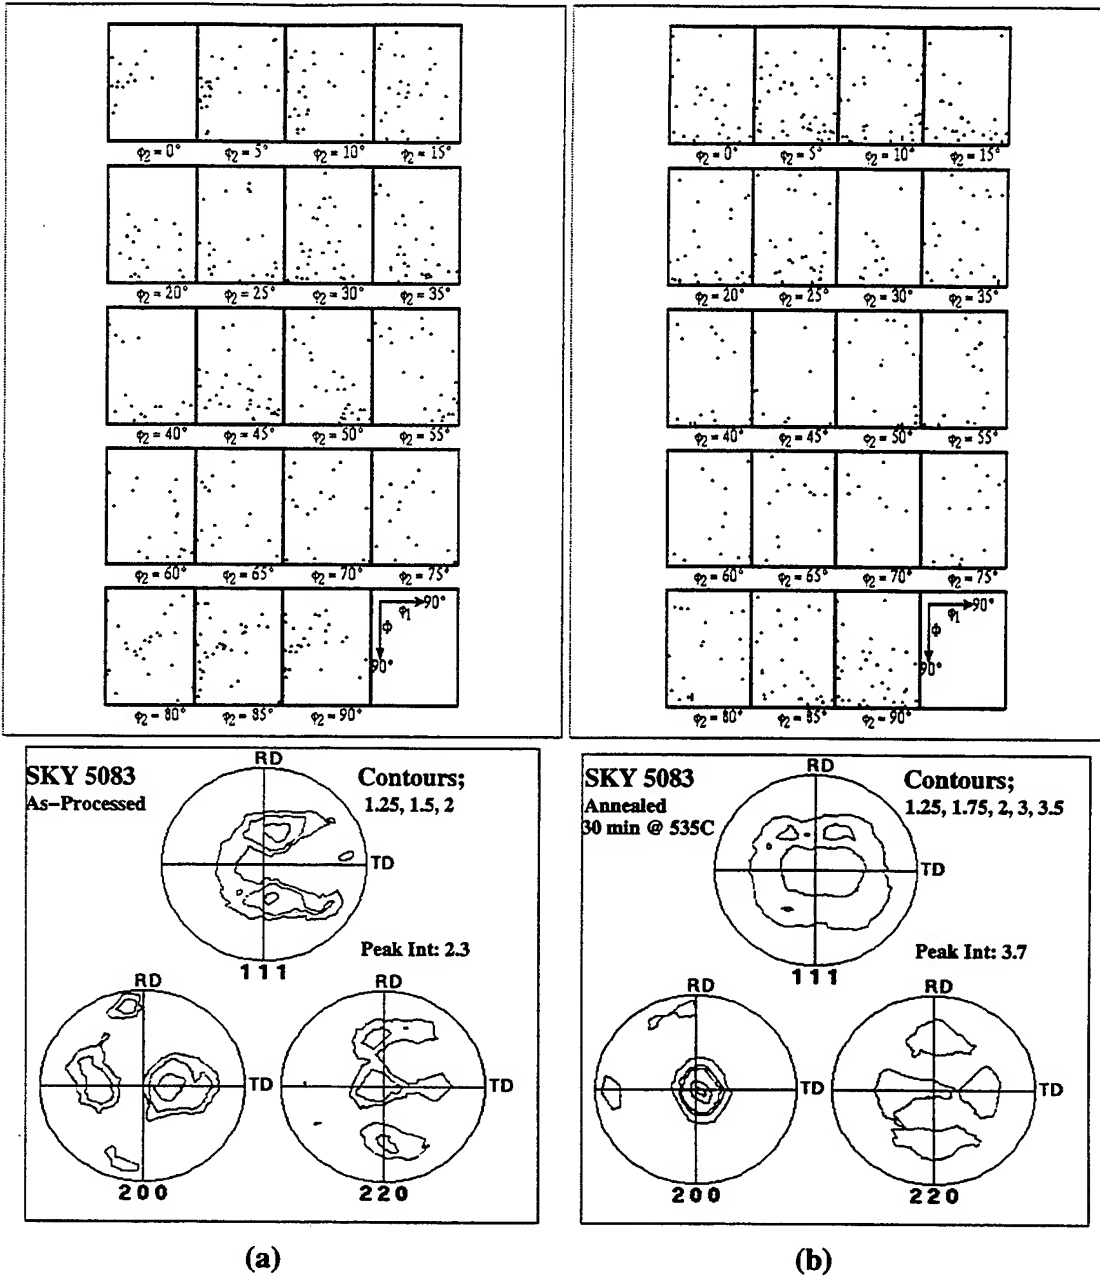 φ2 = 0° φ2 = 5° φ2 = 10° φ2 = 15°
φ2 = 20° φ2 = 25° φ2 = 30° φ2 = 35°
φ2 = 40° φ2 = 45° φ2 = 50° φ2 = 55°
φ2 = 60° φ2 = 65° φ2 = 70° φ2 = 75°
90°
φ1
Φ
90°
φ2 = 80° φ2 = 85° φ2 = 90°
SKY 5083
As-Processed
Contours;
1.25, 1.5, 2
RD
TD
111
Peak Int: 2.3
RD
TD
200
RD
TD
220
(a)
φ2 = 0° φ2 = 5° φ2 = 10° φ2 = 15°
φ2 = 20° φ2 = 25° φ2 = 30° φ2 = 35°
φ2 = 40° φ2 = 45° φ2 = 50° φ2 = 55°
φ2 = 60° φ2 = 65° φ2 = 70° φ2 = 75°
90°
φ1
Φ
90°
φ2 = 80° φ2 = 85° φ2 = 90°
SKY 5083
Annealed
30 min @ 535C
Contours;
1.25, 1.75, 2, 3, 3.5
RD
TD
111
Peak Int: 3.7
RD
TD
200
RD
TD
220
(b)